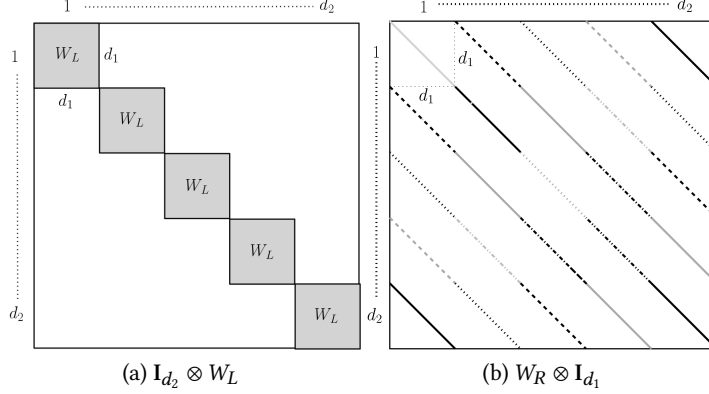 1 d₂ 1 d₂
1 W_L d₁ 1 d₁
d₁ W_L d₁
W_L
W_L
d₂ W_L d₂
(a) I_{d₂} ⊗ W_L (b) W_R ⊗ I_{d₁}